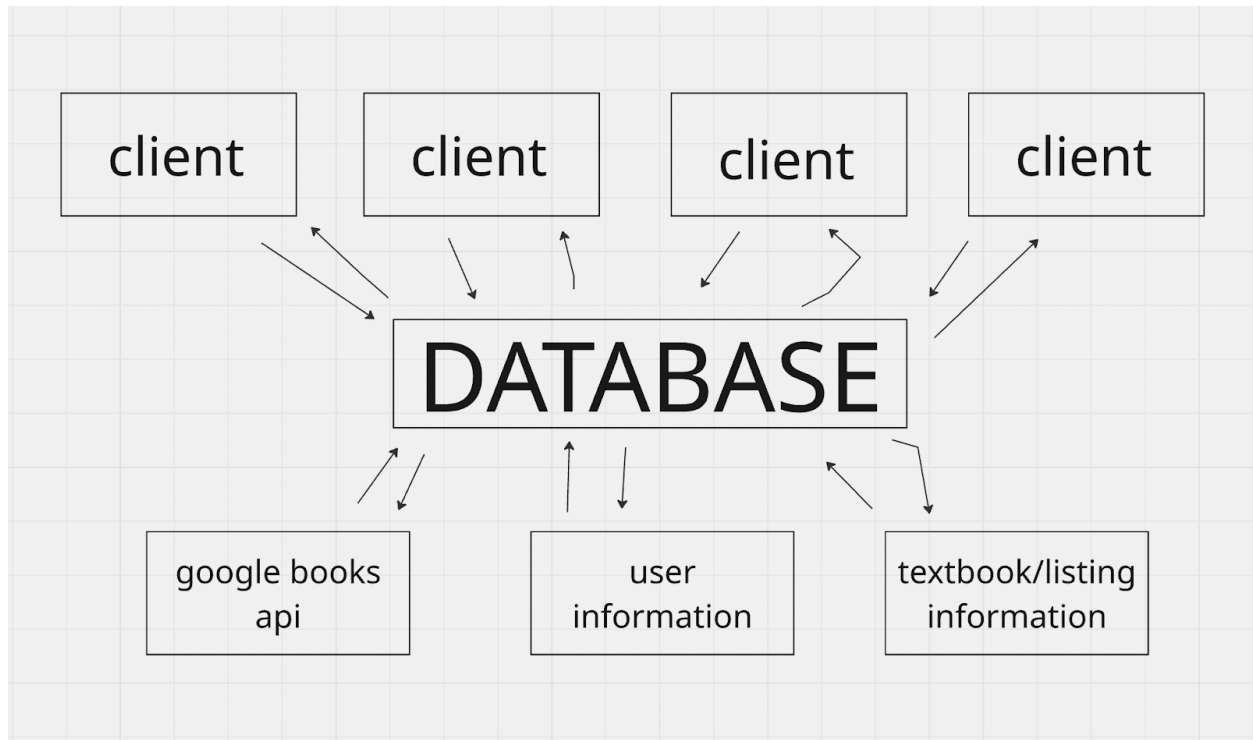 client
client
client
client
DATABASE
google books
api
user
information
textbook/listing
information